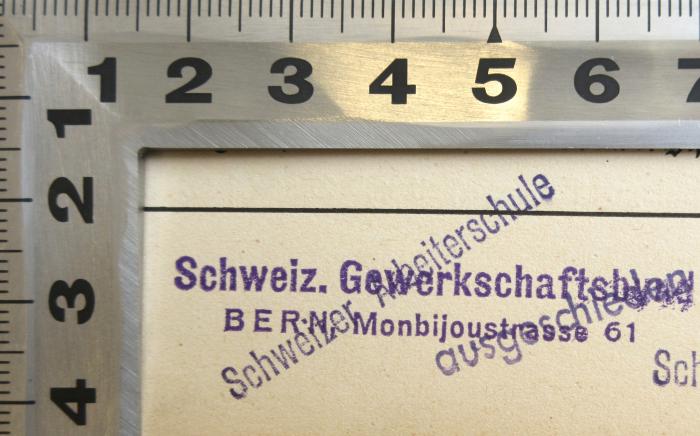 1 2 3 4 5 6 7
1
2
3
4
Schweiz. Gewerkschaftsbund
BERN, Monbijoustrasse 61
Schweizer Arbeiterschule
ausgeschieden
Sch